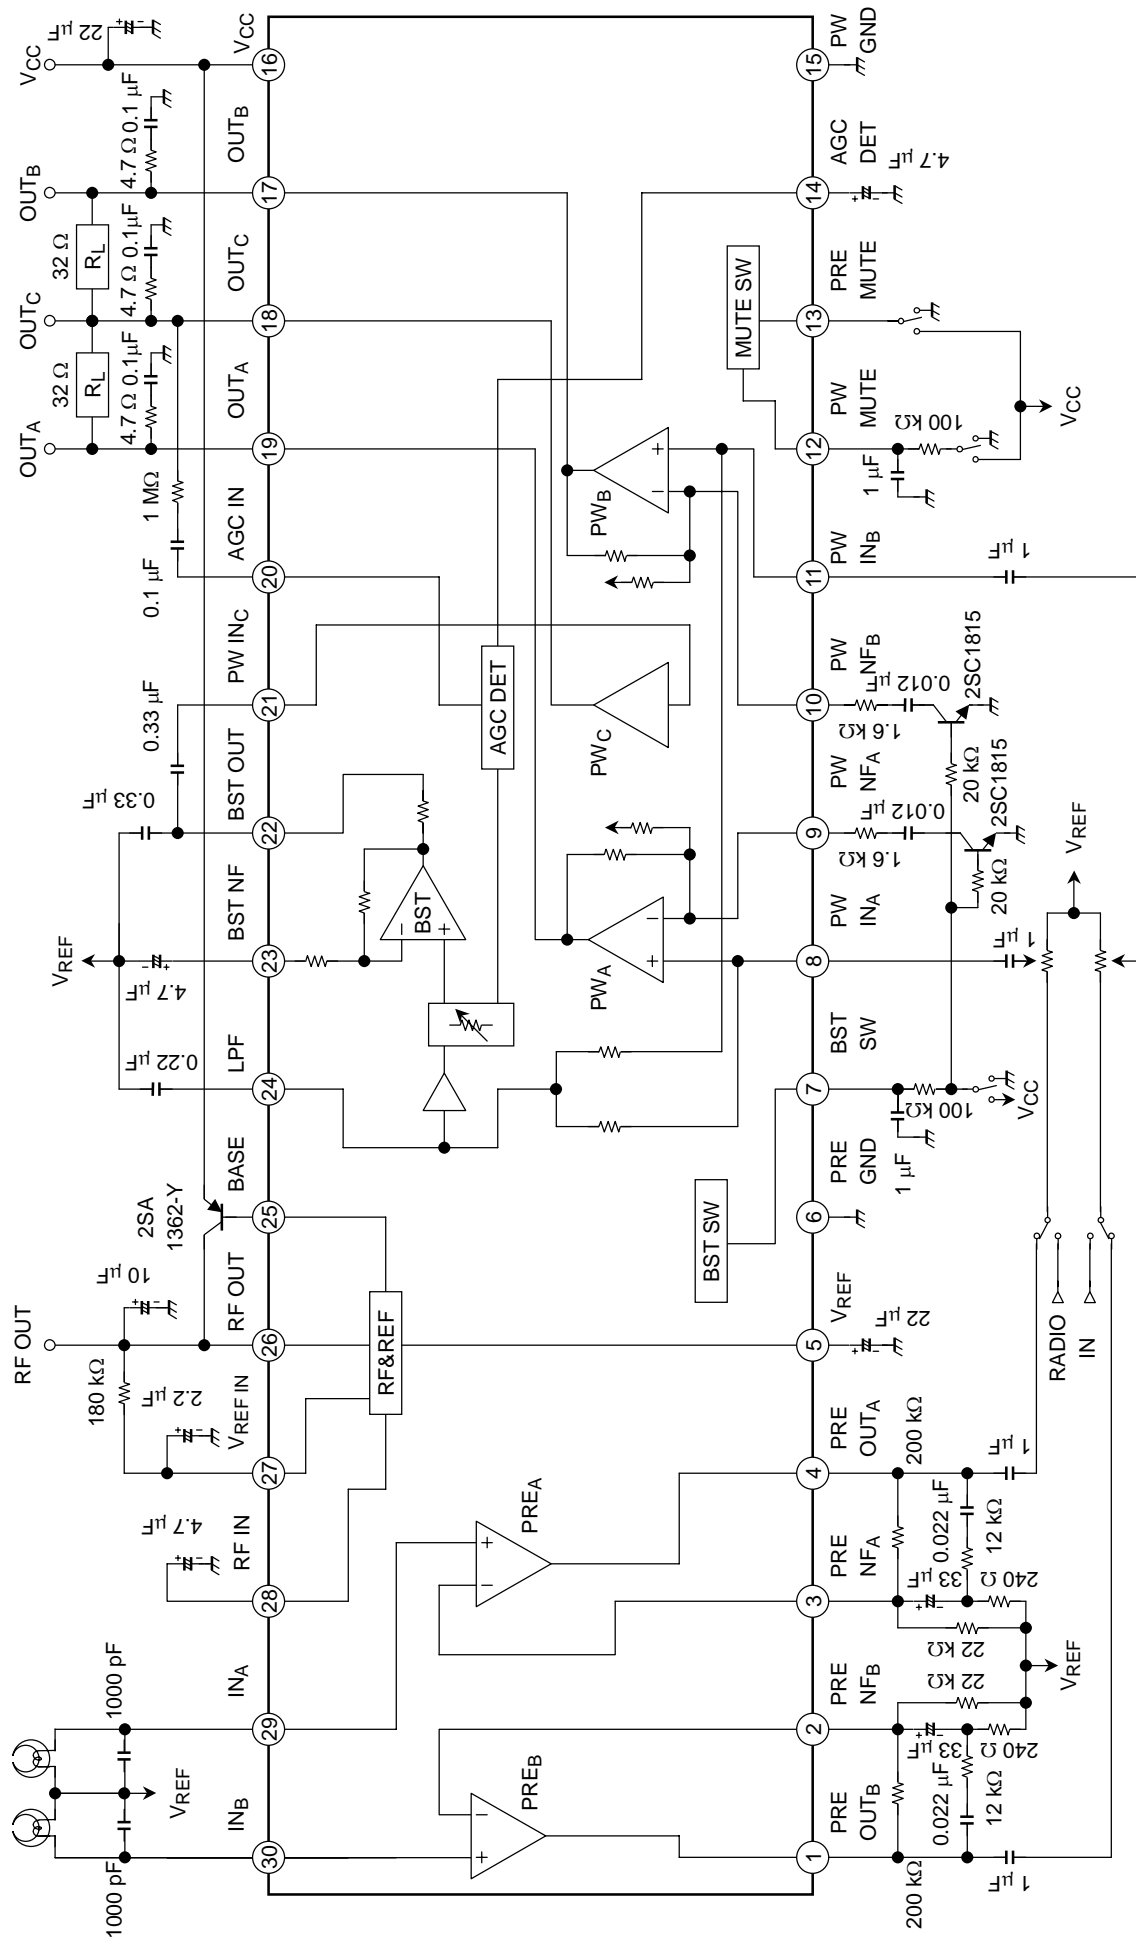 RF OUT
OUTA
OUTC
OUTB
VCC
22 µF
32 Ω
RL
32 Ω
RL
4.7 Ω 0.1µF
4.7 Ω 0.1µF
4.7 Ω 0.1 µF
1000 pF
VREF
1000 pF
4.7 µF
2.2 µF
180 kΩ
10 µF
2SA
1362-Y
0.22 µF
VREF
4.7 µF
0.33 µF
0.33 µF
0.1 µF
1 MΩ
INB
INA
RF IN
VREF IN
RF OUT
BASE
LPF
BST NF
BST OUT
PW INC
AGC IN
OUTA
OUTC
OUTB
VCC
30
29
28
27
26
25
24
23
22
21
20
19
18
17
16
PREB
PREA
RF&REF
BST
AGC DET
PWA
PWC
PWB
BST SW
MUTE SW
1
2
3
4
5
6
7
8
9
10
11
12
13
14
15
PRE
OUTB
PRE
NFB
PRE
NFA
PRE
OUTA
VREF
PRE
GND
BST
SW
PW
INA
PW
NFA
PW
NFB
PW
INB
PW
MUTE
PRE
MUTE
AGC
DET
PW
GND
200 kΩ
0.022 µF
12 kΩ
1 µF
33 µF
240 Ω
22 kΩ
22 kΩ
VREF
33 µF
240 Ω
200 kΩ
0.022 µF
12 kΩ
1 µF
22 µF
RADIO
IN
1 µF
100 kΩ
VCC
1 µF
1.6 kΩ
0.012 µF
20 kΩ
2SC1815
1.6 kΩ
0.012 µF
20 kΩ
2SC1815
VREF
1 µF
1 µF
100 kΩ
VCC
4.7 µF